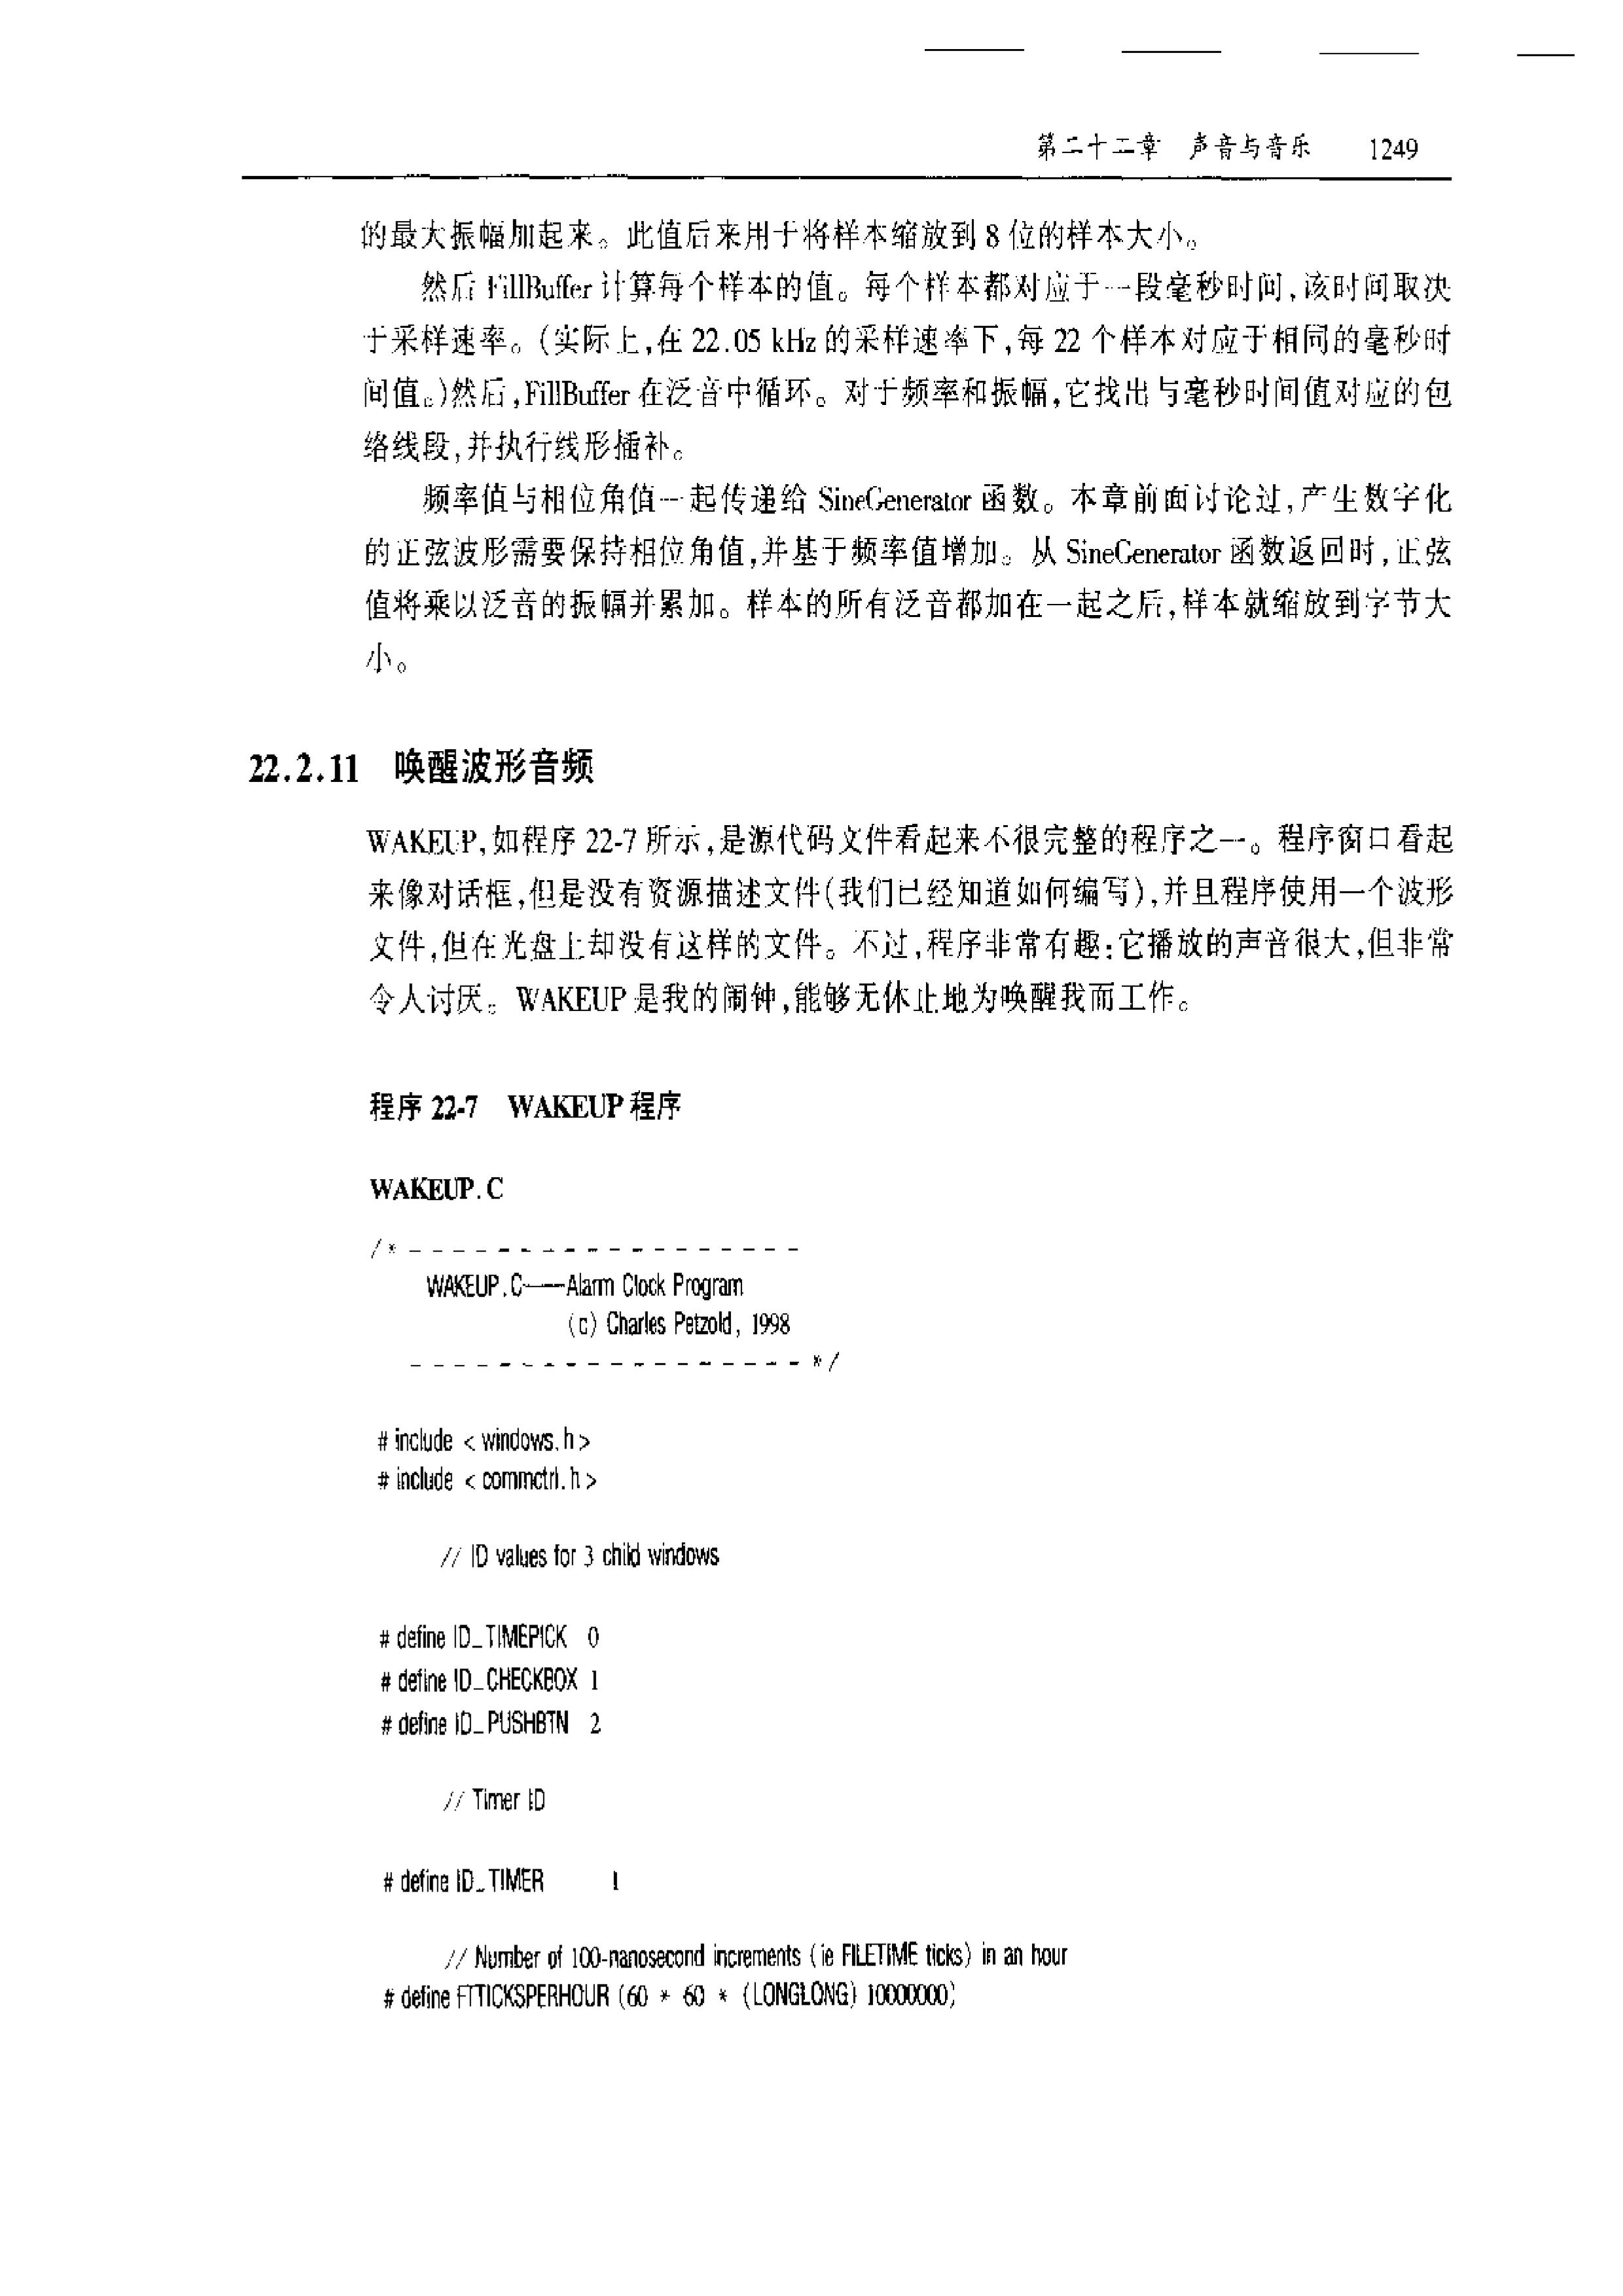 第二十二章 声音与音乐 1249
的最大振幅加起来。此值后来用于将样本缩放到 8 位的样本大小。
然后 FillBuffer 计算每个样本的值。每个样本都对应于一段毫秒时间,该时间取决
于采样速率。(实际上,在 22.05 kHz 的采样速率下,每 22 个样本对应于相同的毫秒时
间值。)然后,FillBuffer 在泛音中循环。对于频率和振幅,它找出与毫秒时间值对应的包
络线段,并执行线形插补。
频率值与相位角值一起传递给 SineGenerator 函数。本章前面讨论过,产生数字化
的正弦波形需要保持相位角值,并基于频率值增加。从 SineGenerator 函数返回时,正弦
值将乘以泛音的振幅并累加。样本的所有泛音都加在一起之后,样本就缩放到字节大
小。
22.2.11 唤醒波形音频
WAKEUP,如程序 22-7 所示,是源代码文件看起来不很完整的程序之一。程序窗口看起
来像对话框,但是没有资源描述文件(我们已经知道如何编写),并且程序使用一个波形
文件,但在光盘上却没有这样的文件。不过,程序非常有趣:它播放的声音很大,但非常
令人讨厌。WAKEUP 是我的闹钟,能够无休止地为唤醒我而工作。
程序 22-7 WAKEUP 程序
WAKEUP.C
/* - - - - - - - - - - - - - - - - - -
WAKEUP.C——Alarm Clock Program
(c) Charles Petzold, 1998
- - - - - - - - - - - - - - - - - - */
# include < windows.h >
# include < commctrl.h >
// ID values for 3 child windows
# define ID_TIMEPICK 0
# define ID_CHECKBOX 1
# define ID_PUSHBTN 2
// Timer ID
# define ID_TIMER 1
// Number of 100-nanosecond increments (ie FILETIME ticks) in an hour
# define FTTICKSPERHOUR (60 * 60 * (LONGLONG) 10000000)